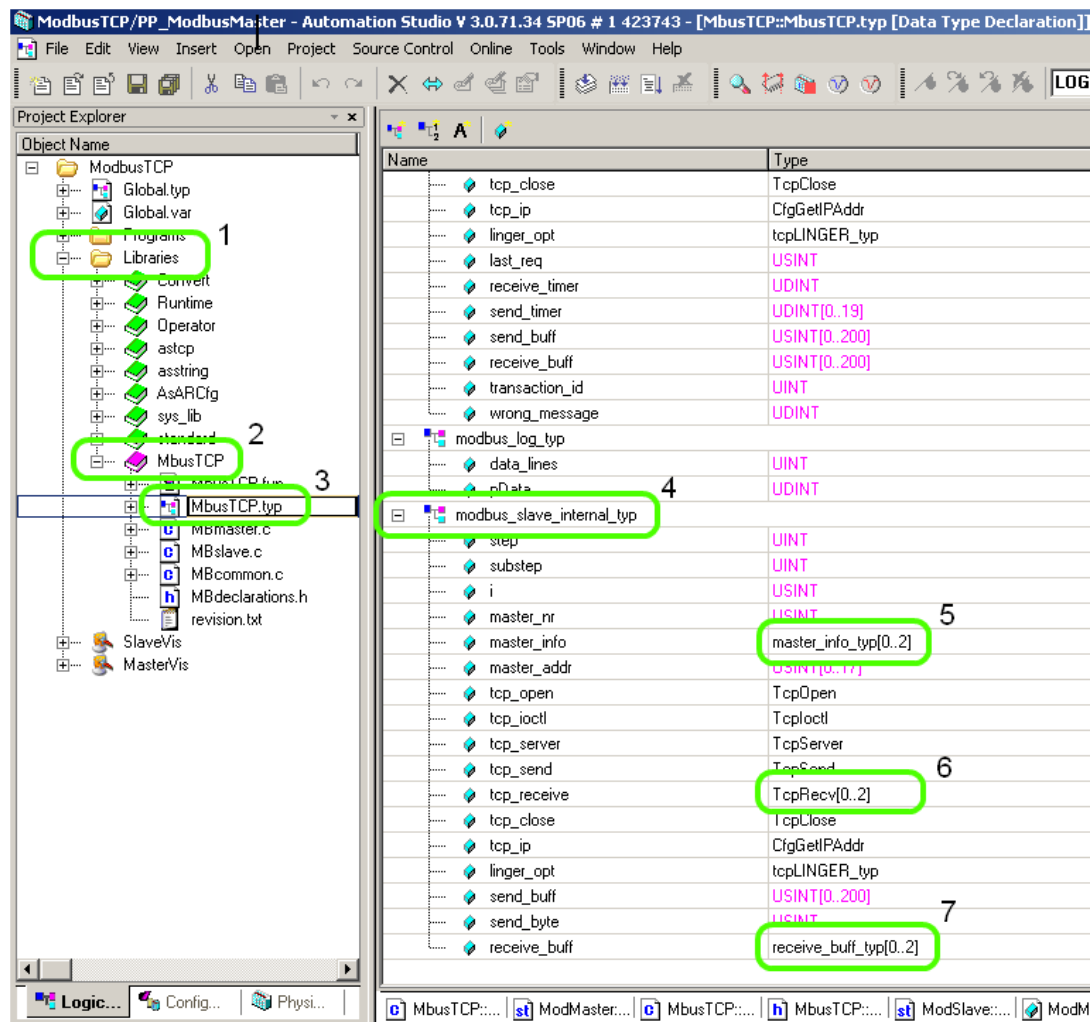 ModbusTCP/PP_ModbusMaster - Automation Studio V 3.0.71.34 SP06 # 1 423743 - [MbusTCP::MbusTCP.typ [Data Type Declaration]]
File Edit View Insert Open Project Source Control Online Tools Window Help
LOG
Project Explorer
Object Name
ModbusTCP
Global.typ
Global.var
Programs
1
Libraries
Convert
Runtime
Operator
astcp
asstring
AsARCfg
sys_lib
standard
2
MbusTCP
MbusTCP.fun
3
MbusTCP.typ
MBmaster.c
MBslave.c
MBcommon.c
MBdeclarations.h
revision.txt
SlaveVis
MasterVis
Logic... Config... Physi...
Name Type
tcp_close TcpClose
tcp_ip CfgGetIPAddr
linger_opt tcpLINGER_typ
last_req USINT
receive_timer UDINT
send_timer UDINT[0..19]
send_buff USINT[0..200]
receive_buff USINT[0..200]
transaction_id UINT
wrong_message UDINT
modbus_log_typ
data_lines UINT
pData UDINT
4
modbus_slave_internal_typ
step UINT
substep UINT
i USINT
master_nr USINT
5
master_info master_info_typ[0..2]
master_addr USINT[0..17]
tcp_open TcpOpen
tcp_ioctl TcpIoctl
tcp_server TcpServer
tcp_send TcpSend
6
tcp_receive TcpRecv[0..2]
tcp_close TcpClose
tcp_ip CfgGetIPAddr
linger_opt tcpLINGER_typ
send_buff USINT[0..200]
send_byte USINT
7
receive_buff receive_buff_typ[0..2]
MbusTCP::... ModMaster:... MbusTCP::... MbusTCP::... ModSlave::... ModM